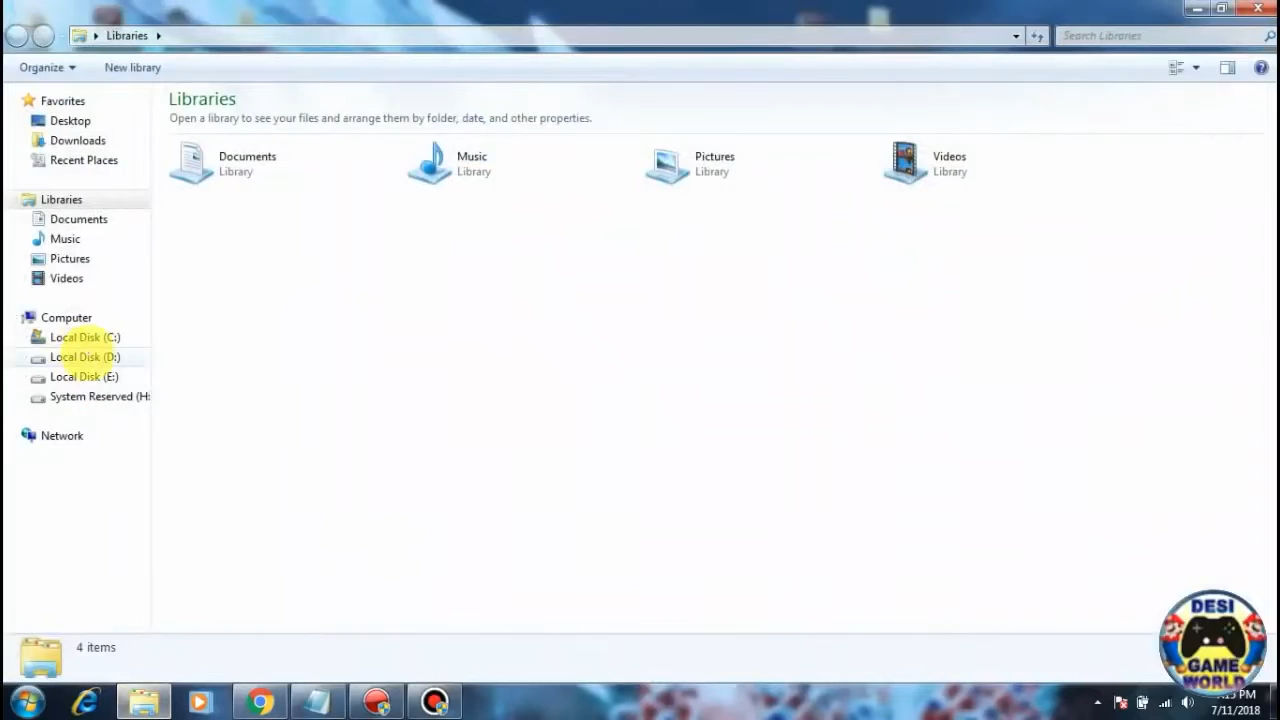 Libraries
Search Libraries
Organize
New library
Favorites
Desktop
Downloads
Recent Places
Libraries
Documents
Music
Pictures
Videos
Computer
Local Disk (C:)
Local Disk (D:)
Local Disk (E:)
System Reserved (H:
Network
Libraries
Open a library to see your files and arrange them by folder, date, and other properties.
Documents
Library
Music
Library
Pictures
Library
Videos
Library
4 items
DESI
GAME
WORLD
PM
7/11/2018